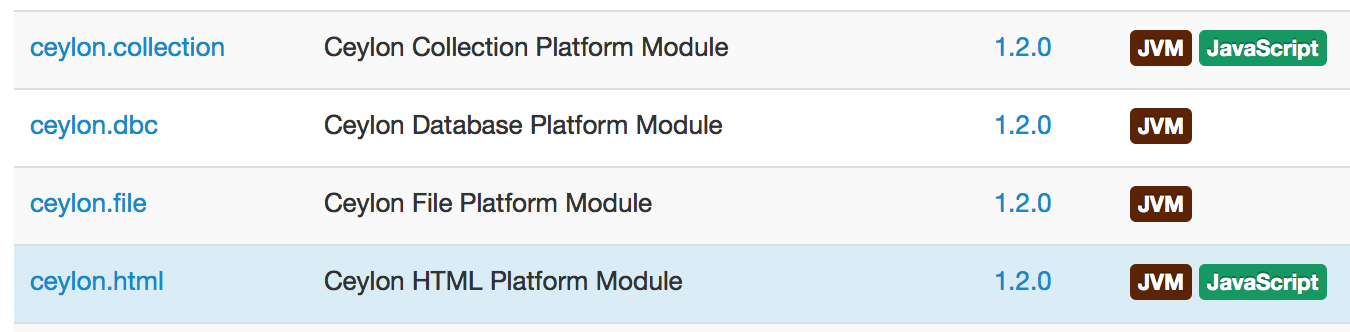 ceylon.collection Ceylon Collection Platform Module 1.2.0 JVM JavaScript
ceylon.dbc Ceylon Database Platform Module 1.2.0 JVM
ceylon.file Ceylon File Platform Module 1.2.0 JVM
ceylon.html Ceylon HTML Platform Module 1.2.0 JVM JavaScript